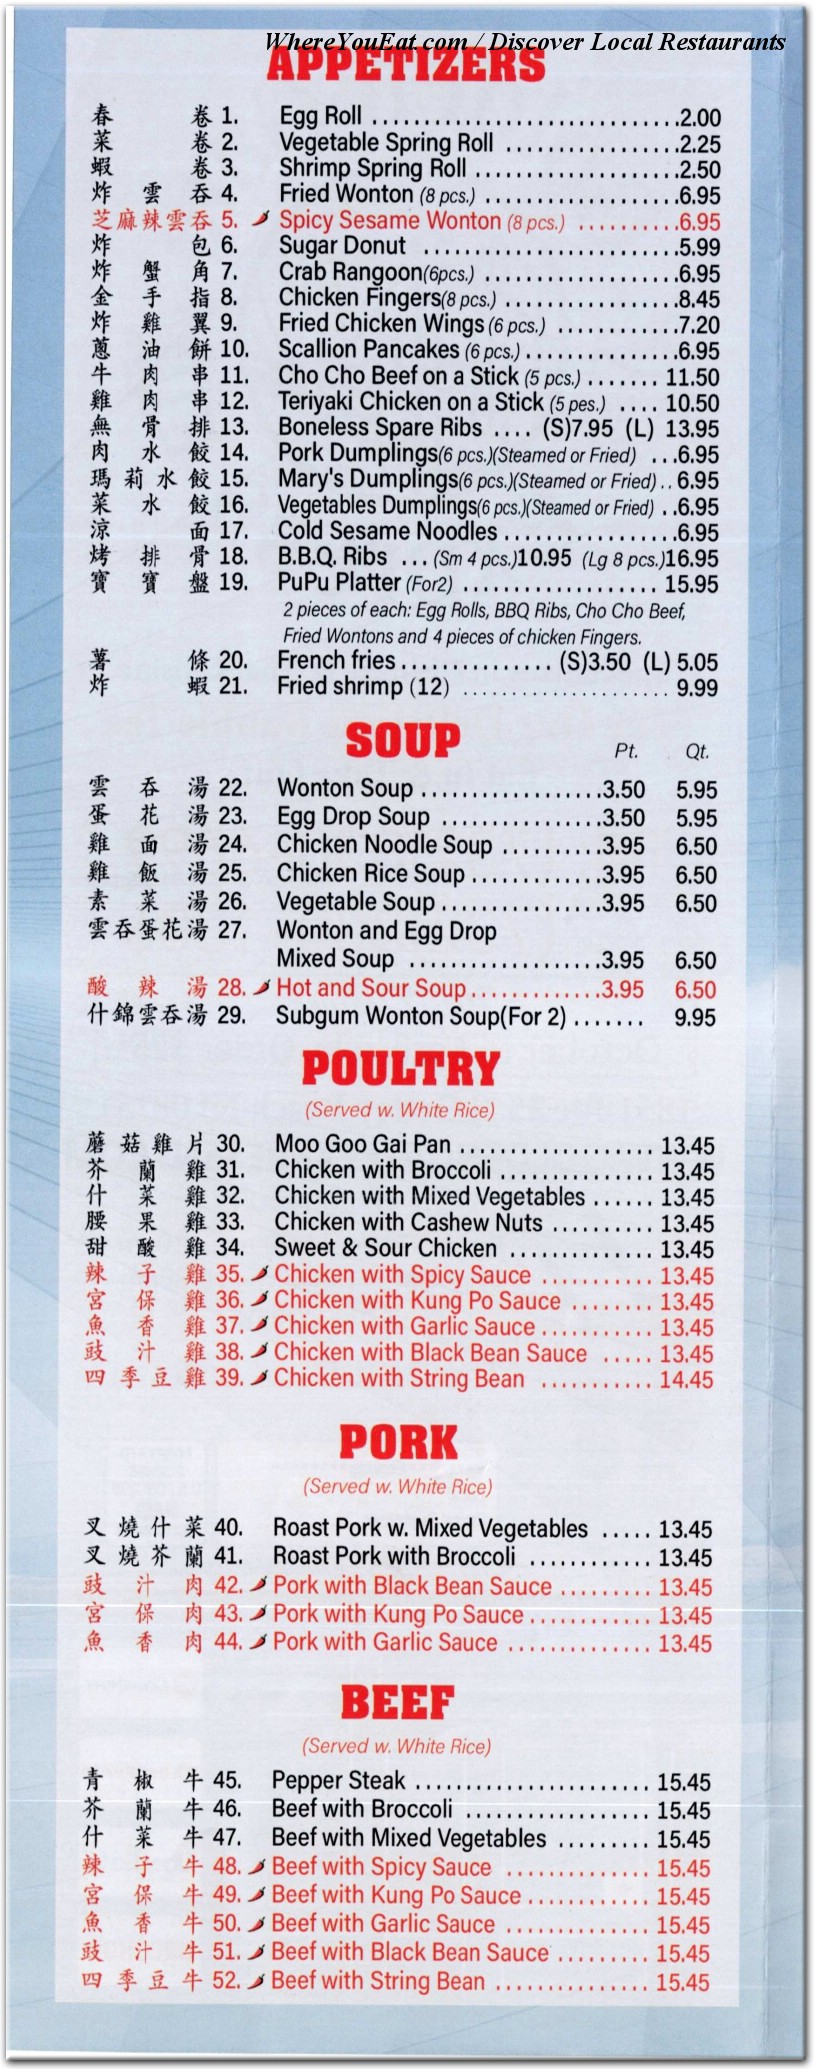 WhereYouEat.com / Discover Local Restaurants
APPETIZERS
春 卷 1. Egg Roll ..............................2.00
菜 卷 2. Vegetable Spring Roll ..................2.25
蝦 卷 3. Shrimp Spring Roll ....................2.50
炸 雲 吞 4. Fried Wonton (8 pcs.) ...................6.95
芝麻辣雲吞 5. Spicy Sesame Wonton (8 pcs.) ..........6.95
炸 包 6. Sugar Donut .........................5.99
炸 蟹 角 7. Crab Rangoon(6pcs.) ...................6.95
金 手 指 8. Chicken Fingers(8 pcs.) .................8.45
炸 雞 翼 9. Fried Chicken Wings (6 pcs.) ............7.20
蔥 油 餅 10. Scallion Pancakes (6 pcs.) ...............6.95
牛 肉 串 11. Cho Cho Beef on a Stick (5 pcs.) ....... 11.50
雞 肉 串 12. Teriyaki Chicken on a Stick (5 pes.) .... 10.50
無 骨 排 13. Boneless Spare Ribs .... (S)7.95 (L) 13.95
肉 水 餃 14. Pork Dumplings(6 pcs.)(Steamed or Fried) ...6.95
瑪莉水餃 15. Mary's Dumplings(6 pcs.)(Steamed or Fried) .. 6.95
菜 水 餃 16. Vegetables Dumplings(6 pcs.)(Steamed or Fried) ..6.95
涼 面 17. Cold Sesame Noodles .................6.95
烤 排 骨 18. B.B.Q. Ribs ... (Sm 4 pcs.)10.95 (Lg 8 pcs.)16.95
寶 寶 盤 19. PuPu Platter (For2) ................... 15.95
2 pieces of each: Egg Rolls, BBQ Ribs, Cho Cho Beef,
Fried Wontons and 4 pieces of chicken Fingers.
薯 條 20. French fries ............... (S)3.50 (L) 5.05
炸 蝦 21. Fried shrimp (12) ..................... 9.99
SOUP Pt. Qt.
雲 吞 湯 22. Wonton Soup ..................3.50 5.95
蛋 花 湯 23. Egg Drop Soup ................3.50 5.95
雞 面 湯 24. Chicken Noodle Soup ..........3.95 6.50
雞 飯 湯 25. Chicken Rice Soup .............3.95 6.50
素 菜 湯 26. Vegetable Soup ................3.95 6.50
雲吞蛋花湯 27. Wonton and Egg Drop
Mixed Soup ...................3.95 6.50
酸 辣 湯 28. Hot and Sour Soup .............3.95 6.50
什錦雲吞湯 29. Subgum Wonton Soup(For 2) ....... 9.95
POULTRY
(Served w. White Rice)
蘑菇雞片 30. Moo Goo Gai Pan ................... 13.45
芥 蘭 雞 31. Chicken with Broccoli ............... 13.45
什 菜 雞 32. Chicken with Mixed Vegetables ...... 13.45
腰 果 雞 33. Chicken with Cashew Nuts .......... 13.45
甜 酸 雞 34. Sweet & Sour Chicken .............. 13.45
辣 子 雞 35. Chicken with Spicy Sauce ........... 13.45
宮 保 雞 36. Chicken with Kung Po Sauce ........ 13.45
魚 香 雞 37. Chicken with Garlic Sauce ........... 13.45
豉 汁 雞 38. Chicken with Black Bean Sauce ..... 13.45
四季豆雞 39. Chicken with String Bean ........... 14.45
PORK
(Served w. White Rice)
叉燒什菜 40. Roast Pork w. Mixed Vegetables ..... 13.45
叉燒芥蘭 41. Roast Pork with Broccoli ............ 13.45
豉 汁 肉 42. Pork with Black Bean Sauce ......... 13.45
宮 保 肉 43. Pork with Kung Po Sauce ............ 13.45
魚 香 肉 44. Pork with Garlic Sauce .............. 13.45
BEEF
(Served w. White Rice)
青 椒 牛 45. Pepper Steak ....................... 15.45
芥 蘭 牛 46. Beef with Broccoli .................. 15.45
什 菜 牛 47. Beef with Mixed Vegetables ......... 15.45
辣 子 牛 48. Beef with Spicy Sauce .............. 15.45
宮 保 牛 49. Beef with Kung Po Sauce ............ 15.45
魚 香 牛 50. Beef with Garlic Sauce .............. 15.45
豉 汁 牛 51. Beef with Black Bean Sauce ......... 15.45
四季豆牛 52. Beef with String Bean ............... 15.45